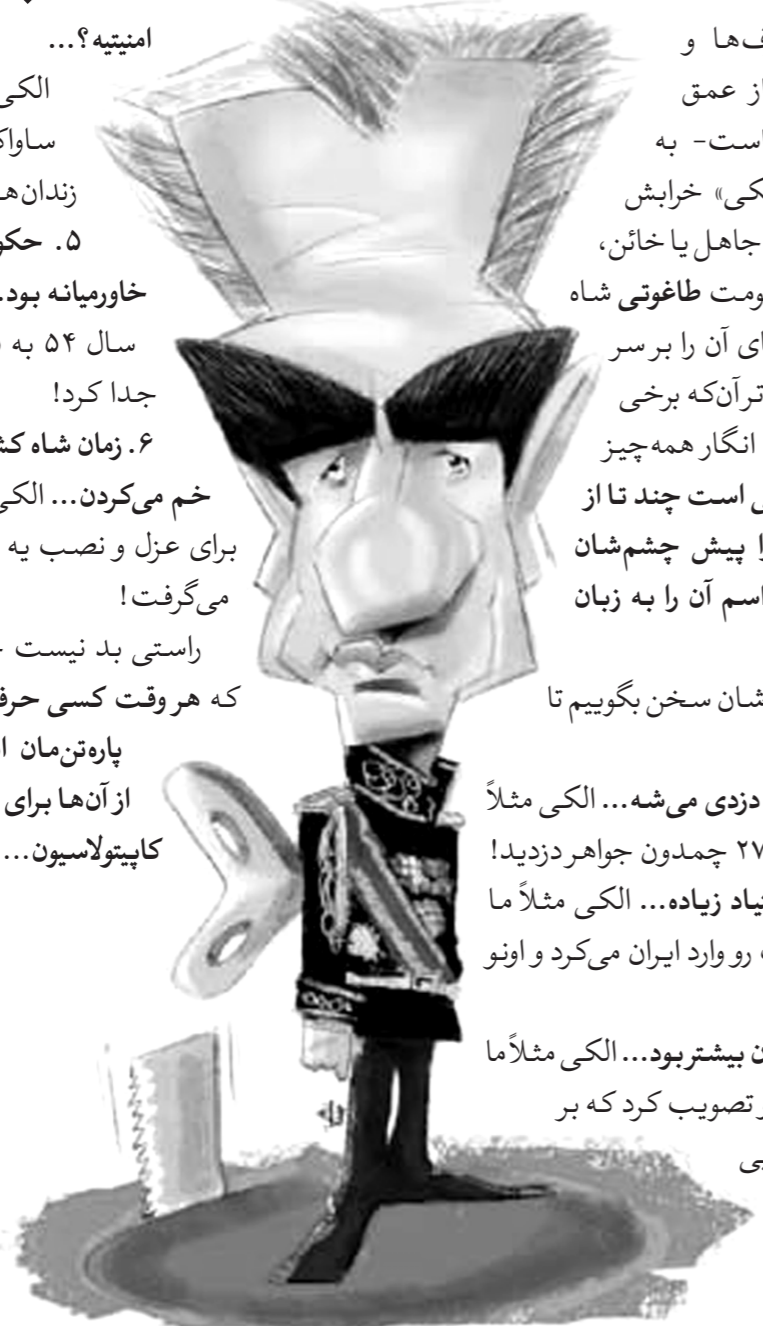 ف‌ها و
از عمق
است- به
کی» خرابش
جاهل یا خائن،
ومت طاغوتی شاه
ای آن را بر سر
تر آن‌که برخی
انگار همه‌چیز
ی است چند تا از
را پیش چشم‌شان
اسم آن را به زبان
شان سخن بگوییم تا
دزدی می‌شه... الکی مثلاً
۲۷ چمدون جواهر دزدید!
یاد زیاده... الکی مثلاً ما
رو وارد ایران می‌کرد و اونو
ن بیشتر بود... الکی مثلاً ما
ر تصویب کرد که بر
یی
امنیتیه؟...
الکی
ساواک
زندان‌ها
۵. حکو
خاورمیانه بود.
سال ۵۴ به
جدا کرد!
۶. زمان شاه کش
خم می‌کردن... الکی
برای عزل و نصب یه
می‌گرفت!
راستی بد نیست
که هر وقت کسی حرف
پاره‌تن‌مان ا
از آن‌ها برای
کاپیتولاسیون...